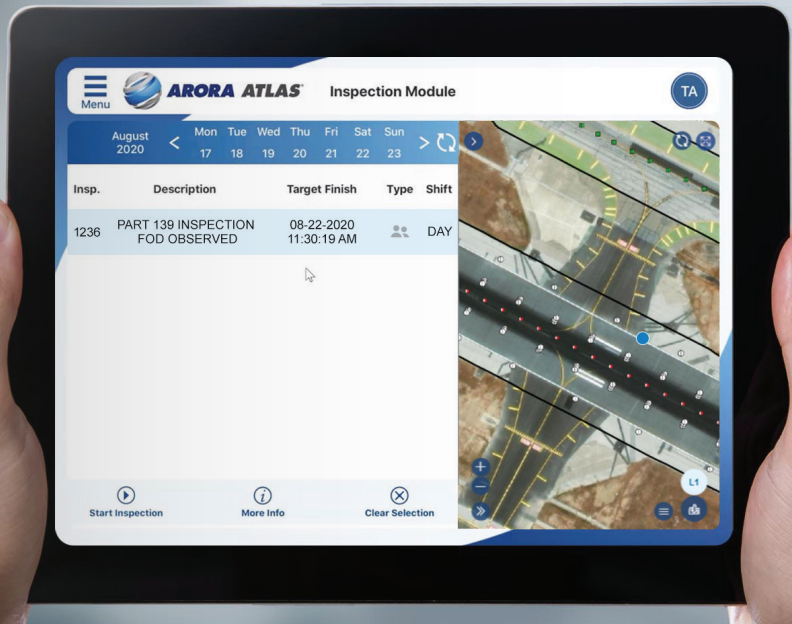 Menu
ARORA ATLAS
Inspection Module
TA
August Mon Tue Wed Thu Fri Sat Sun
2020 < 17 18 19 20 21 22 23 >
Insp. Description Target Finish Type Shift
1236 PART 139 INSPECTION 08-22-2020 DAY
FOD OBSERVED 11:30:19 AM
+
−
L1
Start Inspection
More Info
Clear Selection